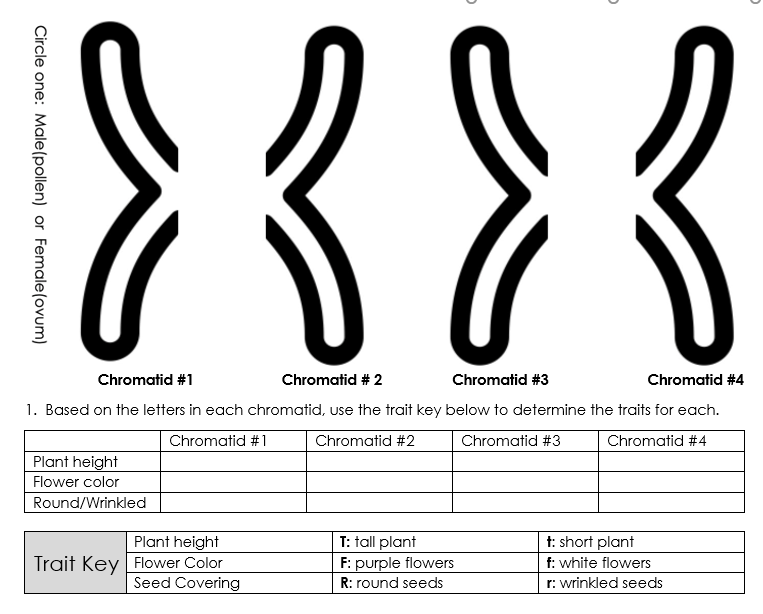 Circle one:  Male(pollen)  or  Female(ovum)
Chromatid #1
Chromatid # 2
Chromatid #3
Chromatid #4
1.  Based on the letters in each chromatid, use the trait key below to determine the traits for each.
Chromatid #1 Chromatid #2 Chromatid #3 Chromatid #4
Plant height
Flower color
Round/Wrinkled
Trait Key
Plant height T: tall plant t: short plant
Flower Color F: purple flowers f: white flowers
Seed Covering R: round seeds r: wrinkled seeds